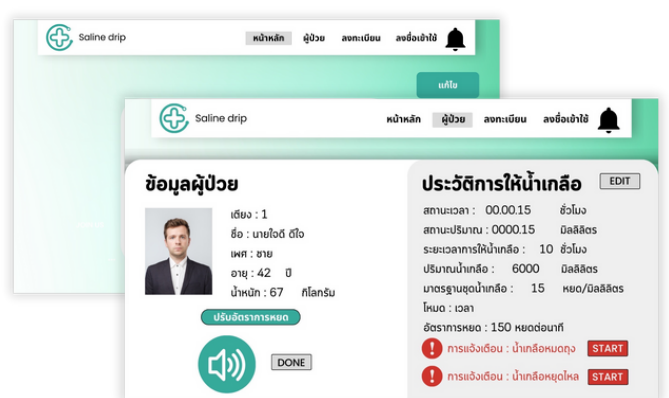 Saline drip
หน้าหลัก ผู้ป่วย ลงทะเบียน ลงชื่อเข้าใช้
แก้ไข
Saline drip
หน้าหลัก ผู้ป่วย ลงทะเบียน ลงชื่อเข้าใช้
ข้อมูลผู้ป่วย
เตียง : 1
ชื่อ : นายใจดี ดีใจ
เพศ : ชาย
อายุ : 42 ปี
น้ำหนัก : 67 กิโลกรัม
ปรับอัตราการหยด
DONE
ประวัติการให้น้ำเกลือ EDIT
สถานะเวลา : 00.00.15 ชั่วโมง
สถานะปริมาณ : 0000.15 มิลลิลิตร
ระยะเวลาการให้น้ำเกลือ : 10 ชั่วโมง
ปริมาณน้ำเกลือ : 6000 มิลลิลิตร
มาตรฐานชุดน้ำเกลือ : 15 หยด/มิลลิลิตร
โหมด : เวลา
อัตราการหยด : 150 หยดต่อนาที
การแจ้งเตือน : น้ำเกลือหมดถุง START
การแจ้งเตือน : น้ำเกลือหยุดไหล START